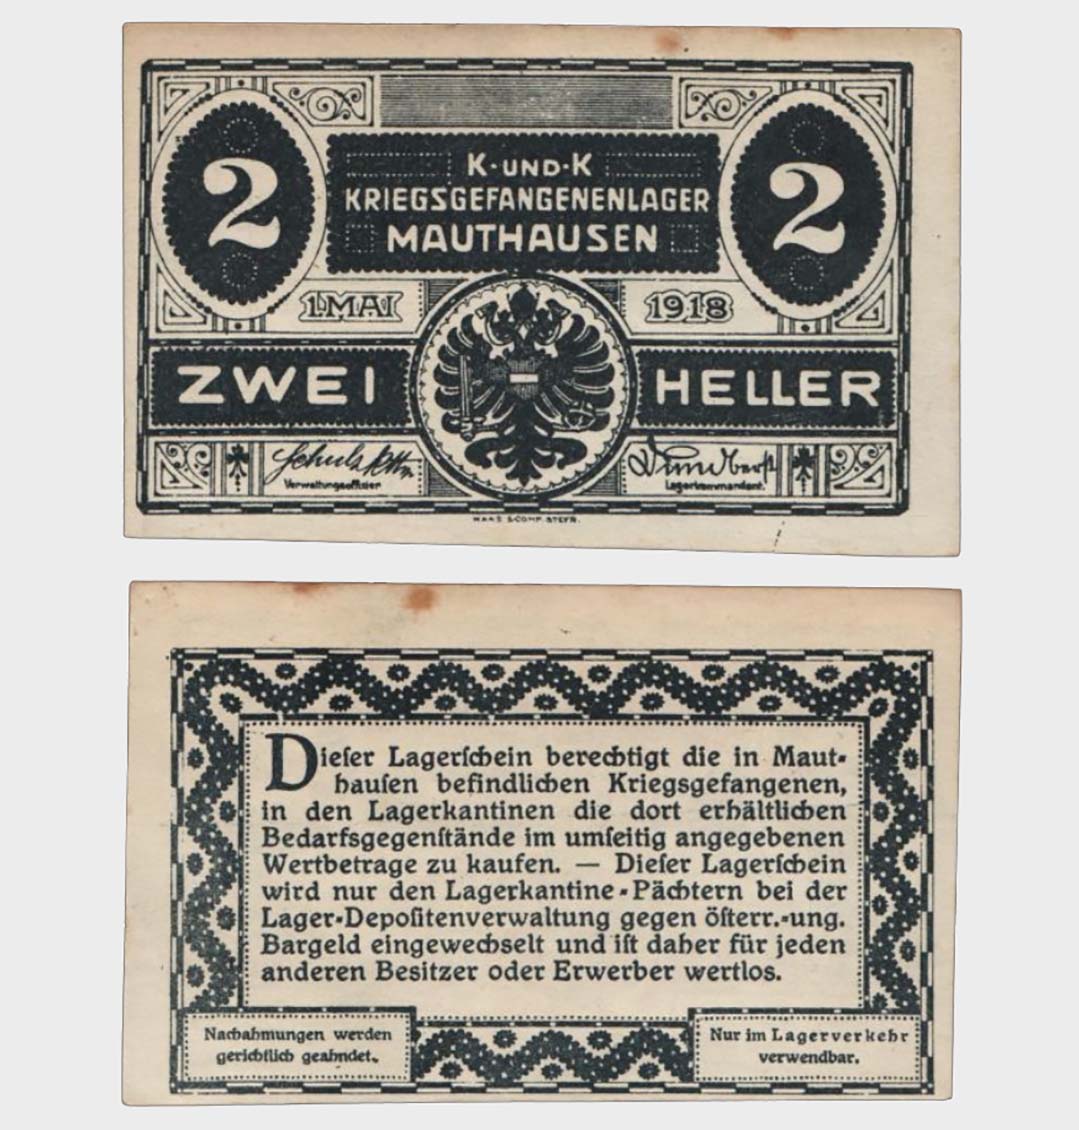 2
2
K·UND·K
KRIEGSGEFANGENENLAGER
MAUTHAUSEN
1.MAI
1918
ZWEI
HELLER
Verwaltungsoffizier
Lagerkommandant.
HAAS & COMP. STEYR.
Dieſer Lagerſchein berechtigt die in Maut-
hauſen befindlichen Kriegsgefangenen,
in den Lagerkantinen die dort erhältlichen
Bedarfsgegenſtände im umſeitig angegebenen
Wertbetrage zu kaufen. — Dieſer Lagerſchein
wird nur den Lagerkantine-Pächtern bei der
Lager-Depoſitenverwaltung gegen öſterr.-ung.
Bargeld eingewechſelt und iſt daher für jeden
anderen Besitzer oder Erwerber wertlos.
Nachahmungen werden
gerichtlich geahndet.
Nur im Lagerverkehr
verwendbar.